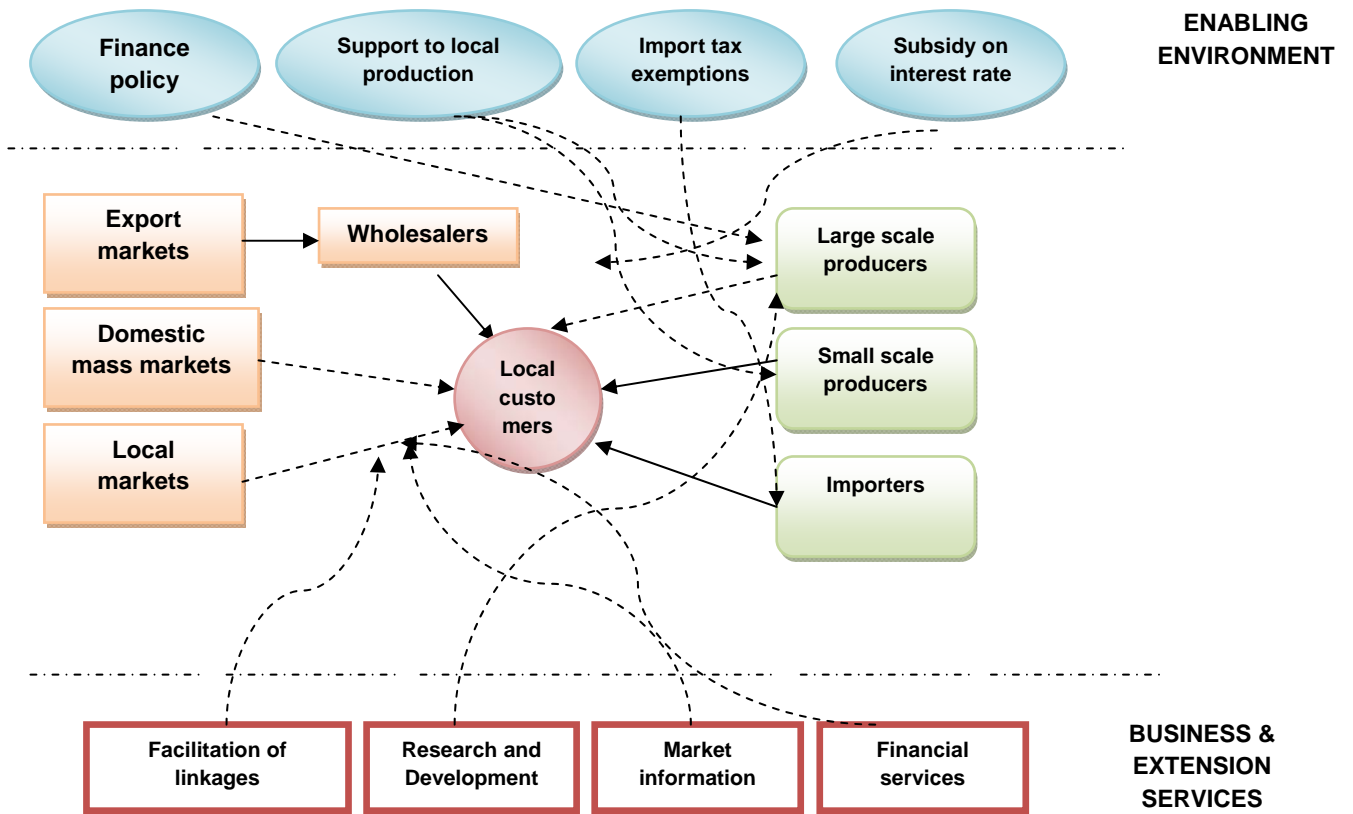 Finance
policy
Support to local
production
Import tax
exemptions
Subsidy on
interest rate
ENABLING
ENVIRONMENT
Export
markets
Wholesalers
Large scale
producers
Domestic
mass markets
Local
custo
mers
Small scale
producers
Local
markets
Importers
Facilitation of
linkages
Research and
Development
Market
information
Financial
services
BUSINESS &
EXTENSION
SERVICES